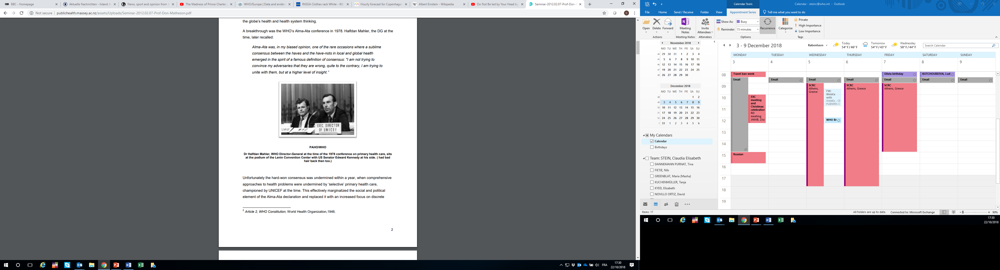 BBC - Homepage
Aktuelle Nachrichten - Inland A
News, sport and opinion from t
The Madness of Prince Charles
WHO/Europe | Data and eviden
RIGGA Clothes rack White - IKE
Hourly forecast for Copenhagen
Albert Einstein - Wikipedia
Do Not Be led by Your Head by
Seminar-2012.02.07-Prof-Don-
Not secure | publichealth.massey.ac.nz/assets/Uploads/Seminar-2012.02.07-Prof-Don-Matheson.pdf
the globe's health and health system thinking.
A breakthrough was the WHO's Alma-Ata conference in 1978. Halfdan Mahler, the DG at the
time, later recalled:
Alma-Ata was, in my biased opinion, one of the rare occasions where a sublime
consensus between the haves and the have-nots in local and global health
emerged in the spirit of a famous definition of consensus: "I am not trying to
convince my adversaries that they are wrong, quite to the contrary, I am trying to
unite with them, but at a higher level of insight."
EXEC. DIRECTOR
OF UNICEF
PAHO/WHO
Dr Halfdan Mahler, WHO Director-General at the time of the 1978 conference on primary health care, sits
at the podium of the Lenin Convention Center with US Senator Edward Kennedy at his side. ( had bad
hair back then too.)
Unfortunately the hard-won consensus was undermined within a year, when comprehensive
approaches to health problems were undermined by 'selective' primary health care,
championed by UNICEF at the time. This effectively marginalized the social and political
element of the Alma-Ata declaration and replaced it with an increased focus on discrete
2 Article 2, WHO Constitution, World Health Organization,1946.
2
FRA
17:30
22/10/2018
Calendar Tools
Calendar - steinc@who.int - Outlook
File Home Send / Receive Folder View Appointment Series Tell me what you want to do
Open
Delete
Forward
Actions
Meeting
Notes
Meeting Notes
Invite
Attendees
Attendees
Show As: Busy
Reminder: 15 minutes
Options
Recurrence
Categorize
Private
High Importance
Low Importance
Tags
November 2018
MO TU WE TH FR SA SU
44 29 30 31 1 2 3 4
45 5 6 7 8 9 10 11
46 12 13 14 15 16 17 18
47 19 20 21 22 23 24 25
48 26 27 28 29 30
December 2018
MO TU WE TH FR SA SU
48 1 2
49 3 4 5 6 7 8 9
50 10 11 12 13 14 15 16
51 17 18 19 20 21 22 23
52 24 25 26 27 28 29 30
1 31 1 2 3 4 5 6
My Calendars
Calendar
Birthdays
Team: STEIN, Claudia Elisabeth
DANNEMANN PURNAT, Tina
FIETJE, Nils
GREENBLAT, Maria (Masha)
KUCHENMÜLLER, Tanja
KYED, Elizabeth
NOVILLO ORTIZ, David
3 - 9 December 2018
København
Today
54° F / 46° F
Tomorrow
54° F / 43° F
Wednesday
50° F / 44° F
Search Calendar
MONDAY TUESDAY WEDNESDAY THURSDAY FRIDAY SATURDAY SUNDAY
3 4 5 6 7 8 9
08
09
10
11
12
13
14
15
16
17
18
19
Travel ban week
Email
EXC
meeting
and
Christmas
celebration
RD
meeting
JAKAB, Zsu
Russian
Email
Email
SCRC
Athens,
Greece
FW:
WebEx
with
WebEx - CF
FUENTES C
WHO Br
Email
SCRC
Athens, Greece
Olivia birthday
Email
SCRC
Athens, Greece
KOTCHOUBEEVA, Lud
Email
Email
Items: 17
All folders are up to date.
Connected to: Microsoft Exchange
90%
17:30
22/10/2018